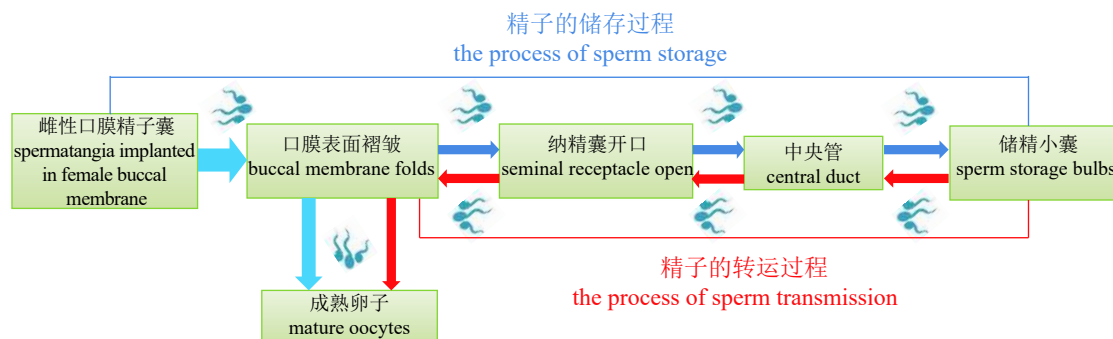 精子的储存过程
the process of sperm storage
雌性口膜精子囊
spermatangia implanted
in female buccal
membrane
口膜表面褶皱
buccal membrane folds
纳精囊开口
seminal receptacle open
中央管
central duct
储精小囊
sperm storage bulbs
精子的转运过程
the process of sperm transmission
成熟卵子
mature oocytes